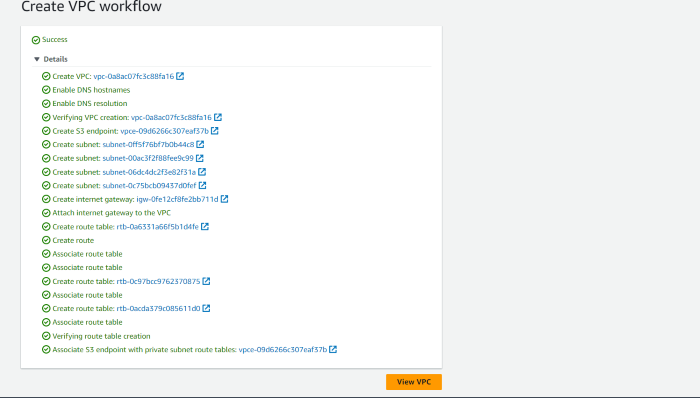 Create VPC workflow
Success
Details
Create VPC: vpc-0a8ac07fc3c88fa16
Enable DNS hostnames
Enable DNS resolution
Verifying VPC creation: vpc-0a8ac07fc3c88fa16
Create S3 endpoint: vpce-09d6266c307eaf37b
Create subnet: subnet-0ff5f76bf7b0b44c8
Create subnet: subnet-00ac3f2f88fee9c99
Create subnet: subnet-06dc4dc2f3e82f31a
Create subnet: subnet-0c75bcb09437d0fef
Create internet gateway: igw-0fe12cf8fe2bb711d
Attach internet gateway to the VPC
Create route table: rtb-0a6331a66f5b1d4fe
Create route
Associate route table
Associate route table
Create route table: rtb-0c97bcc9762370875
Associate route table
Create route table: rtb-0acda379c085611d0
Associate route table
Verifying route table creation
Associate S3 endpoint with private subnet route tables: vpce-09d6266c307eaf37b
View VPC